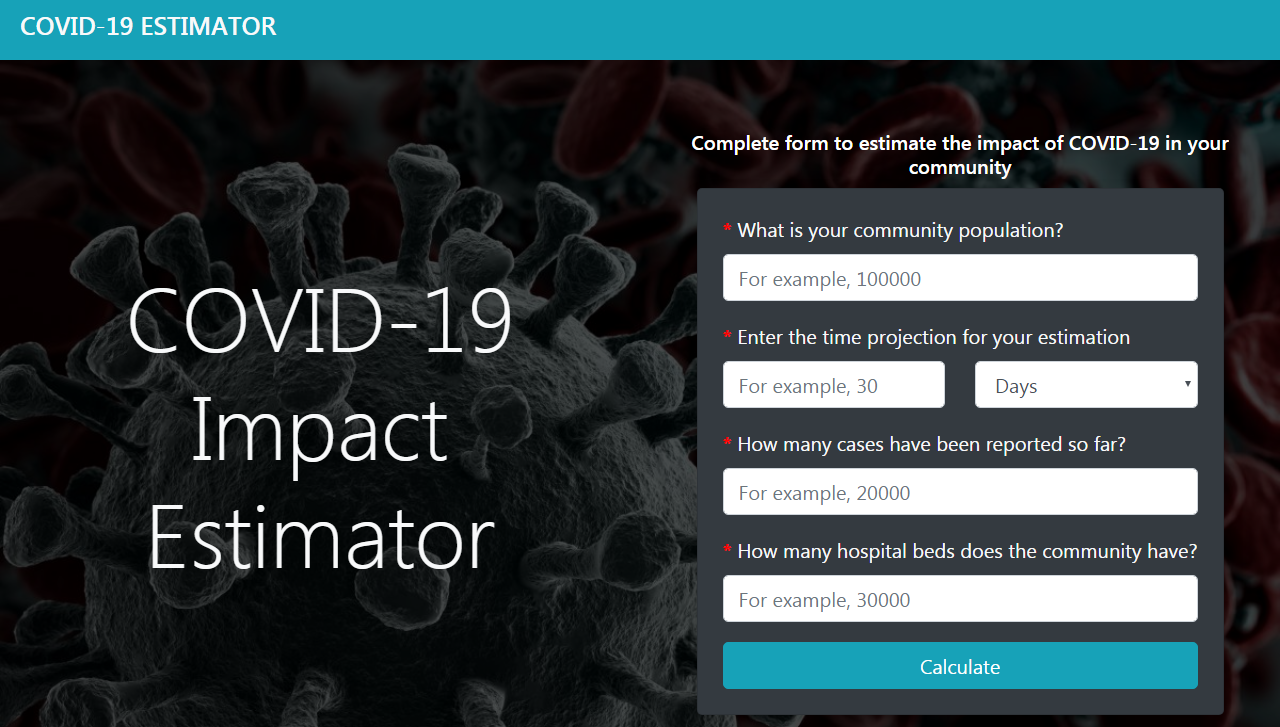 COVID-19 ESTIMATOR
COVID-19
Impact
Estimator
Complete form to estimate the impact of COVID-19 in your
community
* What is your community population?
For example, 100000
* Enter the time projection for your estimation
For example, 30 Days
* How many cases have been reported so far?
For example, 20000
* How many hospital beds does the community have?
For example, 30000
Calculate